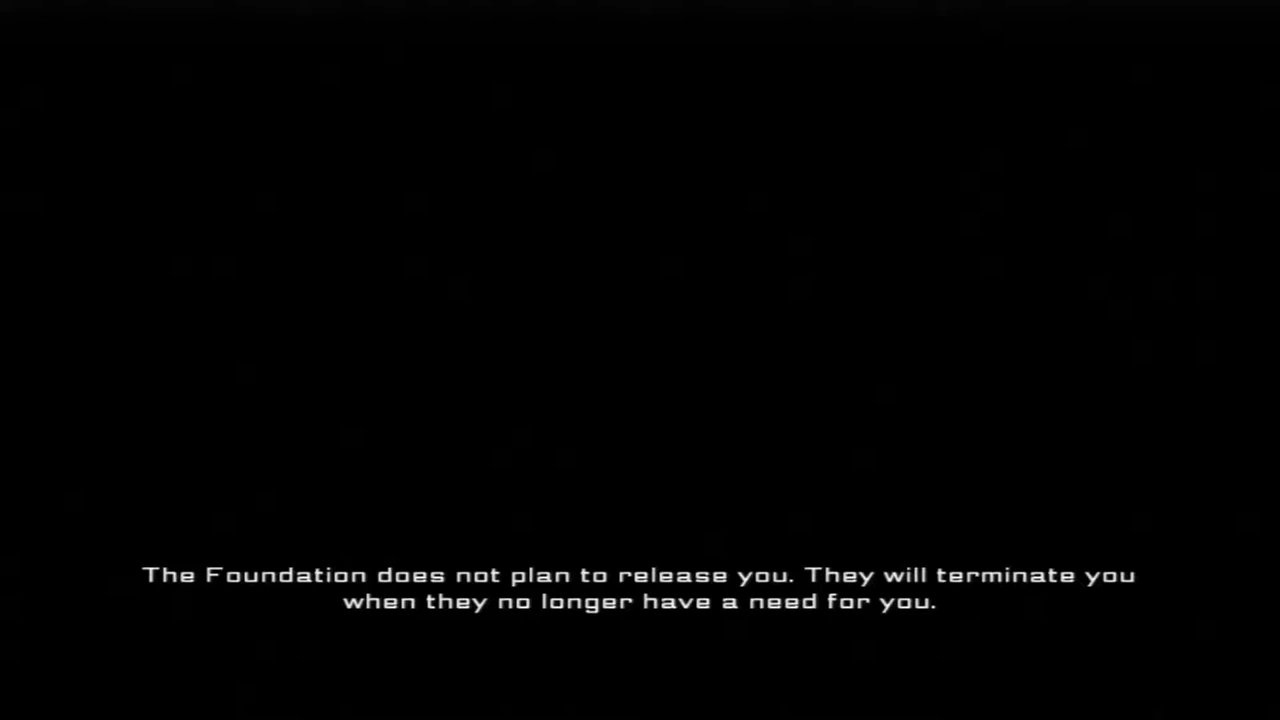 The Foundation does not plan to release you. They will terminate you
when they no longer have a need for you.